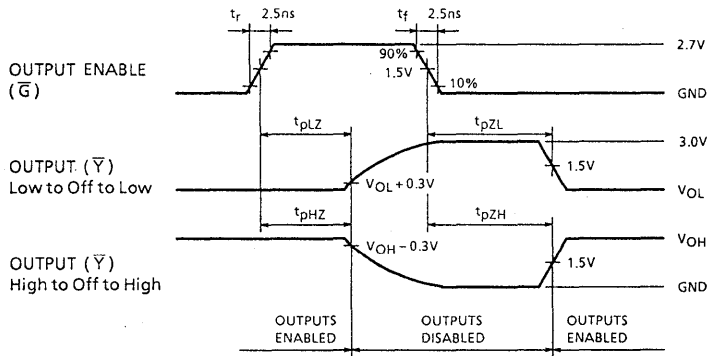 tr 2.5ns tf 2.5ns
2.7V
90%
OUTPUT ENABLE
1.5V
(G̅)
10%
GND
tpLZ tpZL
3.0V
OUTPUT (Y̅)
1.5V
Low to Off to Low
VOL + 0.3V
VOL
tpHZ tpZH
VOH
VOH − 0.3V
OUTPUT (Y̅)
1.5V
High to Off to High
GND
OUTPUTS OUTPUTS OUTPUTS
ENABLED DISABLED ENABLED